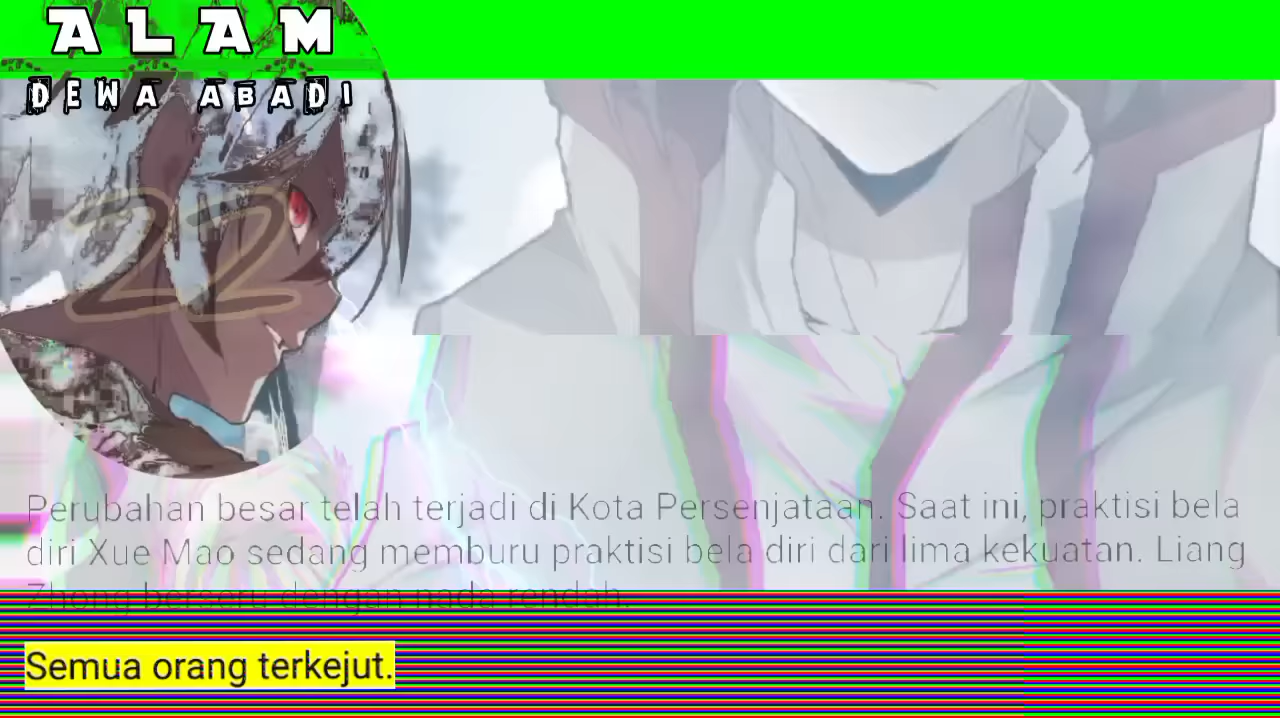 ALAM
DEWA ABADI
212
Perubahan besar telah terjadi di Kota Persenjataan. Saat ini, praktisi bela
diri Xue Mao sedang memburu praktisi bela diri dari lima kekuatan. Liang
Zhong berseru dengan nada rendah.
Semua orang terkejut.